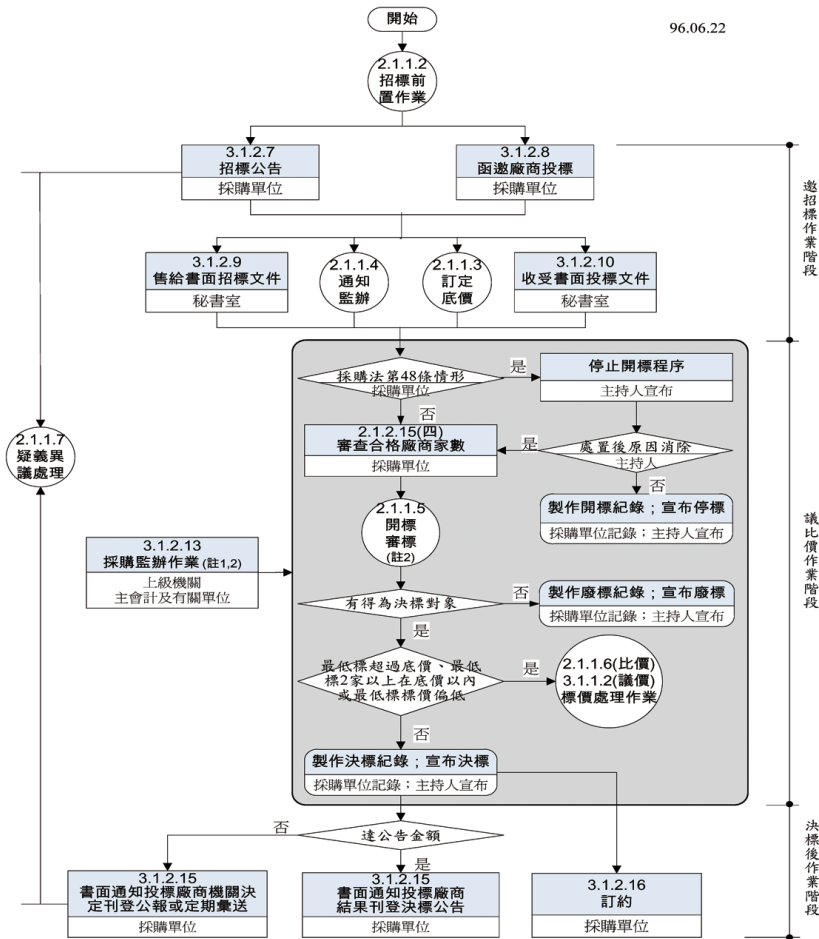 開始
96.06.22
2.1.1.2
招標前
置作業
3.1.2.7
招標公告
採購單位
3.1.2.8
函邀廠商投標
採購單位
邀招標作業階段
3.1.2.9
售給書面招標文件
秘書室
2.1.1.4
通知
監辦
2.1.1.3
訂定
底價
3.1.2.10
收受書面投標文件
秘書室
採購法第48條情形
採購單位
是
停止開標程序
主持人宣布
否
2.1.2.15(四)
審查合格廠商家數
採購單位
是
處置後原因消除
主持人
否
製作開標紀錄；宣布停標
採購單位記錄；主持人宣布
2.1.1.7
疑義異
議處理
2.1.1.5
開標
審標
(註2)
議比價作業階段
3.1.2.13
採購監辦作業(註1,2)
上級機關
主會計及有關單位
有得為決標對象
否
製作廢標紀錄；宣布廢標
採購單位記錄；主持人宣布
是
最低標超過底價、最低
標2家以上在底價以內
或最低標標價偏低
是
2.1.1.6(比價)
3.1.1.2(議價)
標價處理作業
否
製作決標紀錄；宣布決標
採購單位記錄；主持人宣布
達公告金額
否
是
決標後作業階段
3.1.2.15
書面通知投標廠商機關決
定刊登公報或定期彙送
採購單位
3.1.2.15
書面通知投標廠商
結果刊登決標公告
採購單位
3.1.2.16
訂約
採購單位